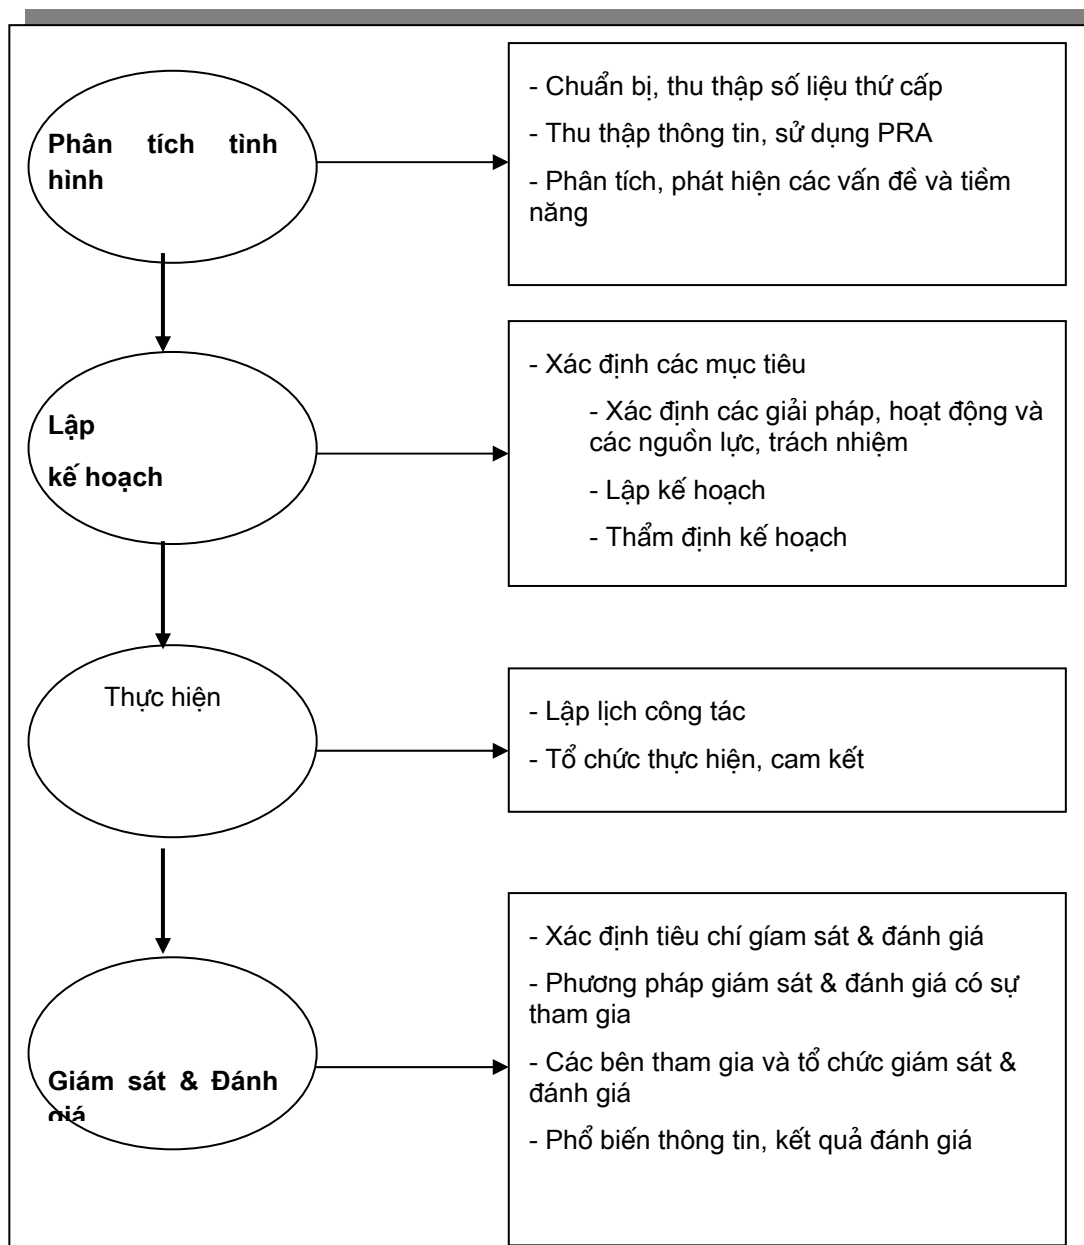 Phân tích tình
hình
- Chuẩn bị, thu thập số liệu thứ cấp
- Thu thập thông tin, sử dụng PRA
- Phân tích, phát hiện các vấn đề và tiềm
năng
Lập
kế hoạch
- Xác định các mục tiêu
- Xác định các giải pháp, hoạt động và
các nguồn lực, trách nhiệm
- Lập kế hoạch
- Thẩm định kế hoạch
Thực hiện
- Lập lịch công tác
- Tổ chức thực hiện, cam kết
Giám sát & Đánh
giá
- Xác định tiêu chí gíam sát & đánh giá
- Phương pháp giám sát & đánh giá có sự
tham gia
- Các bên tham gia và tổ chức giám sát &
đánh giá
- Phổ biến thông tin, kết quả đánh giá